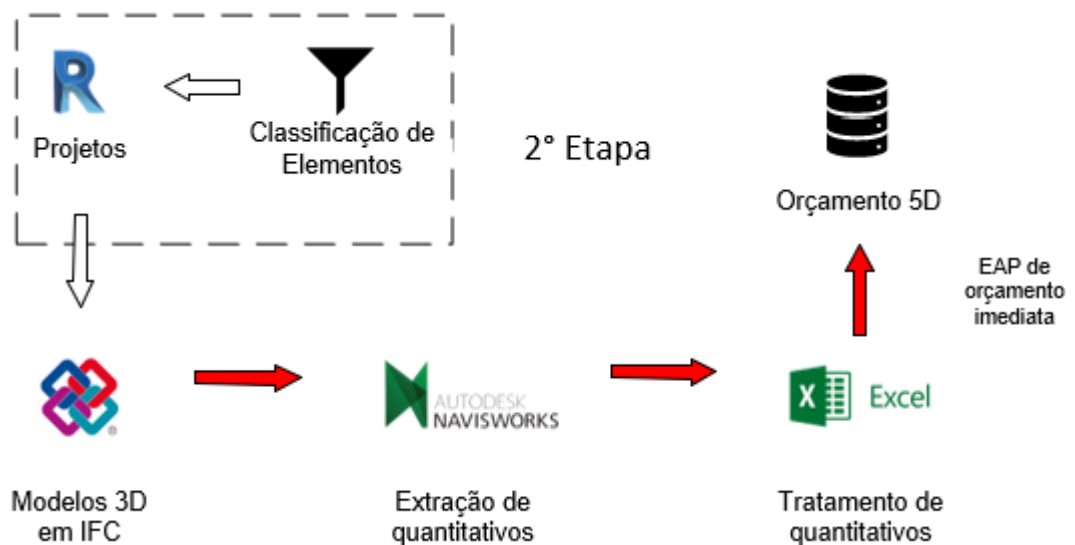 Projetos
Classificação de
Elementos
2° Etapa
Orçamento 5D
EAP de
orçamento
imediata
AUTODESK
NAVISWORKS
Excel
Modelos 3D
em IFC
Extração de
quantitativos
Tratamento de
quantitativos